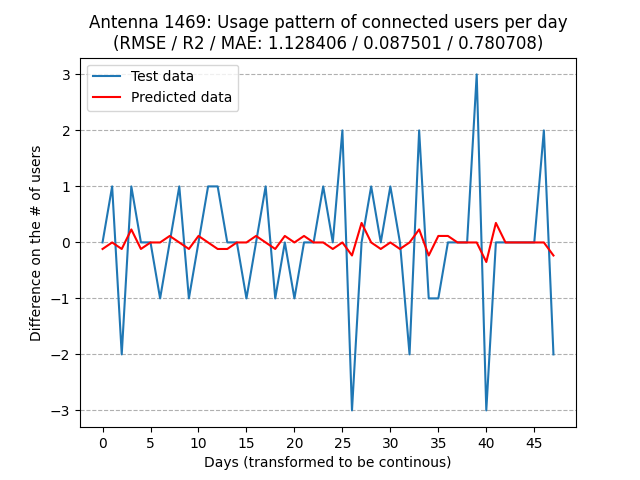 Antenna 1469: Usage pattern of connected users per day
(RMSE / R2 / MAE: 1.128406 / 0.087501 / 0.780708)
Test data
Predicted data
Difference on the # of users
3
2
1
0
−1
−2
−3
0 5 10 15 20 25 30 35 40 45
Days (transformed to be continous)